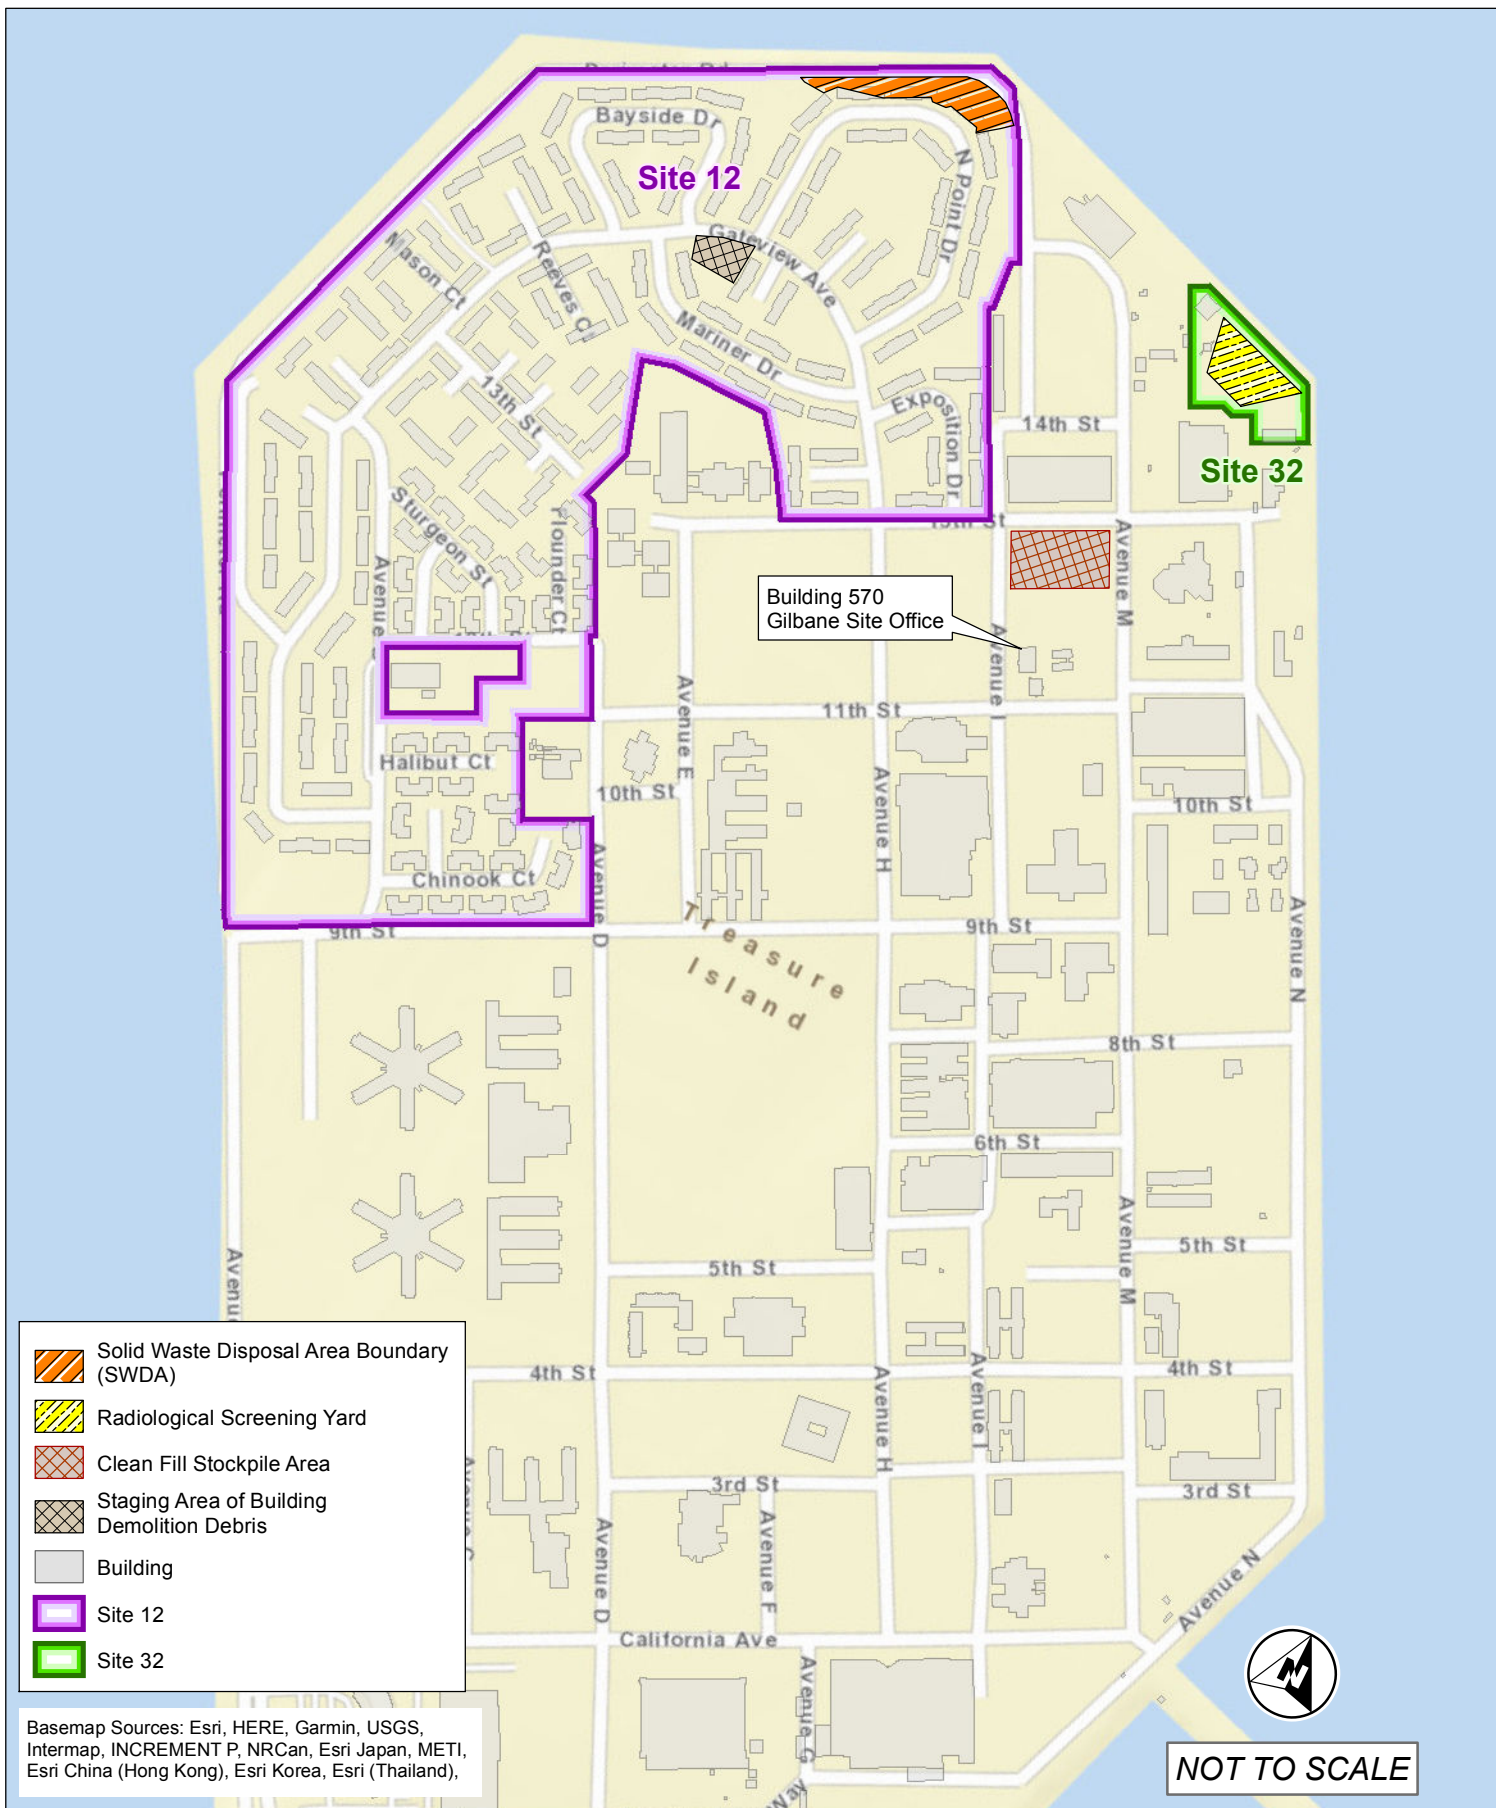 Bayside Dr
Site 12
N Point Dr
Gateview Ave
Mason Ct
Reeves Ct
Mariner Dr
13th St
Exposition Dr
14th St
Site 32
Sturgeon St
Flounder Ct
15th St
Avenue M
Avenue
Building 570
Gilbane Site Office
Avenue I
Avenue E
11th St
Halibut Ct
10th St
Avenue H
10th St
Chinook Ct
Avenue D
9th St
9th St
Avenue N
Treasure
Island
8th St
6th St
Avenue M
5th St
5th St
4th St
4th St
Avenue H
Avenue I
3rd St
3rd St
Avenue D
Avenue F
Avenue N
California Ave
Avenue G
Way
Solid Waste Disposal Area Boundary
(SWDA)
Radiological Screening Yard
Clean Fill Stockpile Area
Staging Area of Building
Demolition Debris
Building
Site 12
Site 32
N
Basemap Sources: Esri, HERE, Garmin, USGS,
Intermap, INCREMENT P, NRCan, Esri Japan, METI,
Esri China (Hong Kong), Esri Korea, Esri (Thailand),
NOT TO SCALE